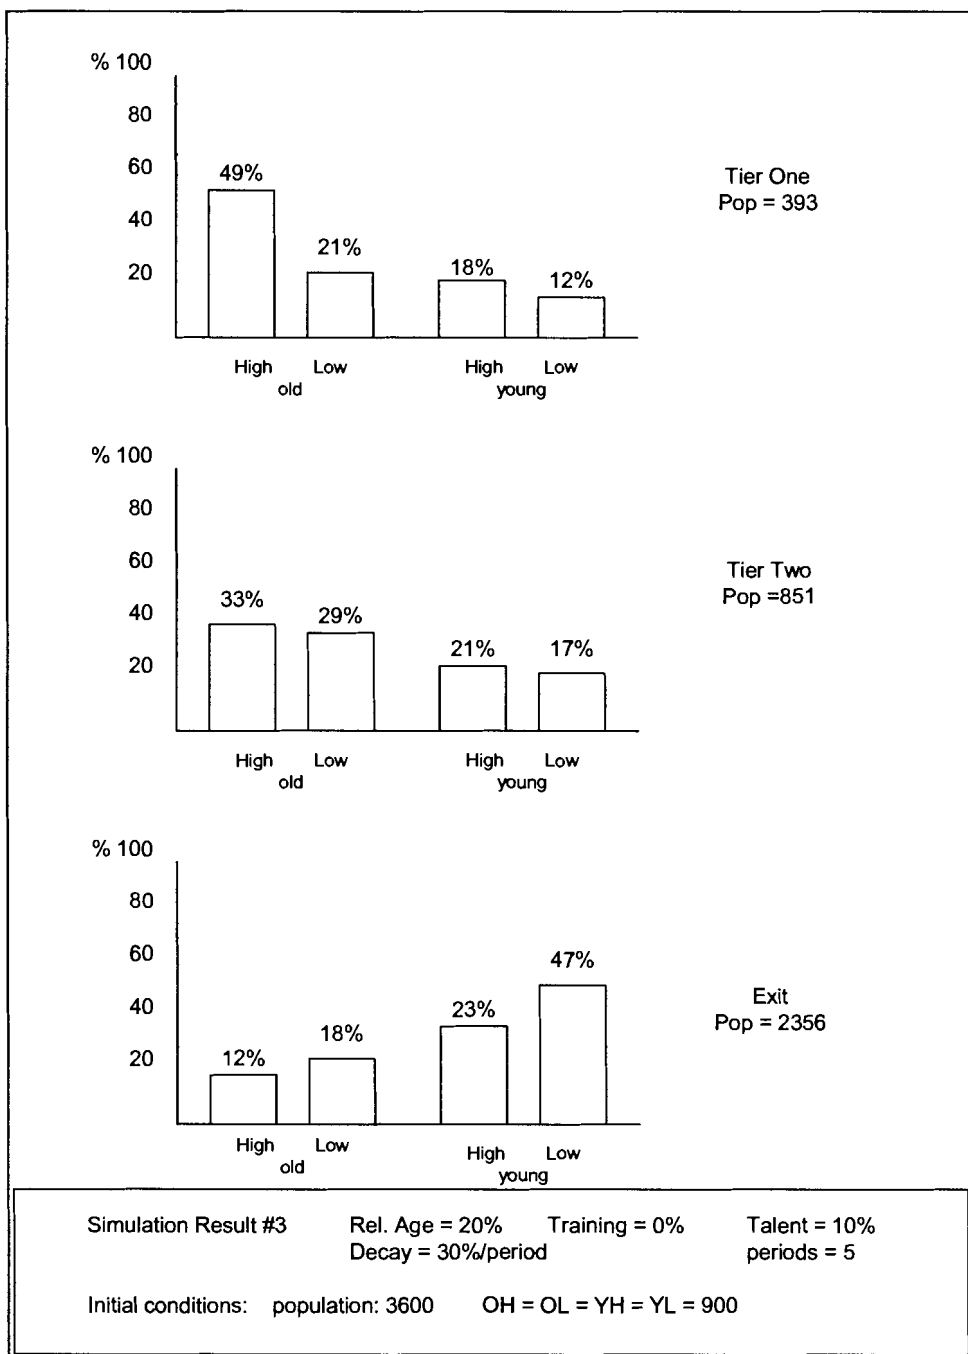 % 100
80
60
40
20
49%
21%
18%
12%
High Low High Low
old young
Tier One
Pop = 393
% 100
80
60
40
20
33%
29%
21%
17%
High Low High Low
old young
Tier Two
Pop =851
% 100
80
60
40
20
12%
18%
23%
47%
High Low High Low
old young
Exit
Pop = 2356
Simulation Result #3 Rel. Age = 20% Training = 0% Talent = 10%
Decay = 30%/period periods = 5
Initial conditions: population: 3600 OH = OL = YH = YL = 900